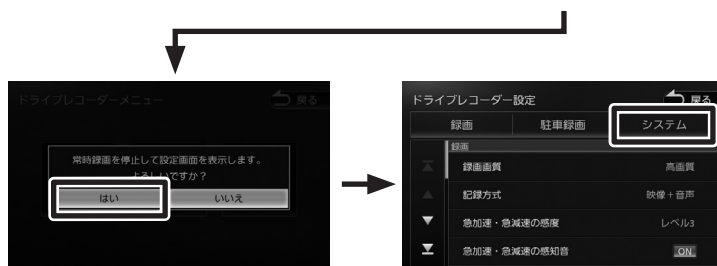 ドライブレコーダーメニュー
戻る
常時録画を停止して設定画面を表示します。
よろしいですか？
はい
いいえ
ドライブレコーダー設定
戻る
録画
駐車録画
システム
録画
録画画質
高画質
記録方式
映像＋音声
急加速・急減速の感度
レベル3
急加速・急減速の感知音
ON